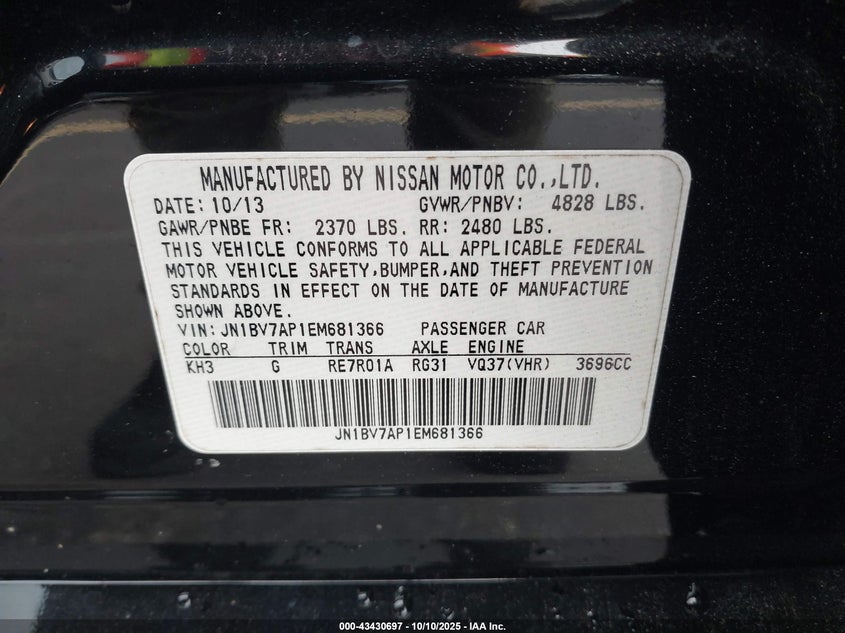 MANUFACTURED BY NISSAN MOTOR CO.,LTD.
DATE: 10/13 GVWR/PNBV: 4828 LBS.
GAWR/PNBE FR: 2370 LBS. RR: 2480 LBS.
THIS VEHICLE CONFORMS TO ALL APPLICABLE FEDERAL
MOTOR VEHICLE SAFETY,BUMPER,AND THEFT PREVENTION
STANDARDS IN EFFECT ON THE DATE OF MANUFACTURE
SHOWN ABOVE.
VIN: JN1BV7AP1EM681366 PASSENGER CAR
COLOR TRIM TRANS AXLE ENGINE
KH3 G RE7R01A RG31 VQ37(VHR) 3696CC
JN1BV7AP1EM681366
000-43430697 - 10/10/2025 - IAA Inc.